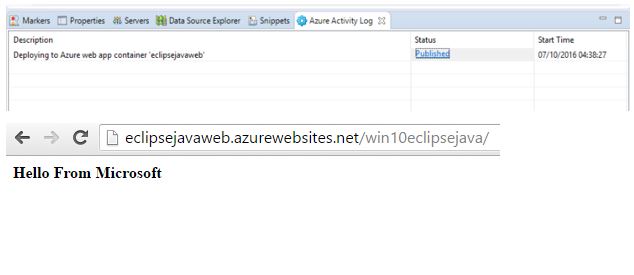 Markers Properties Servers Data Source Explorer Snippets Azure Activity Log
Description Status Start Time
Deploying to Azure web app container 'eclipsejavaweb' Published 07/10/2016 04:38:27
eclipsejavaweb.azurewebsites.net/win10eclipsejava/
Hello From Microsoft